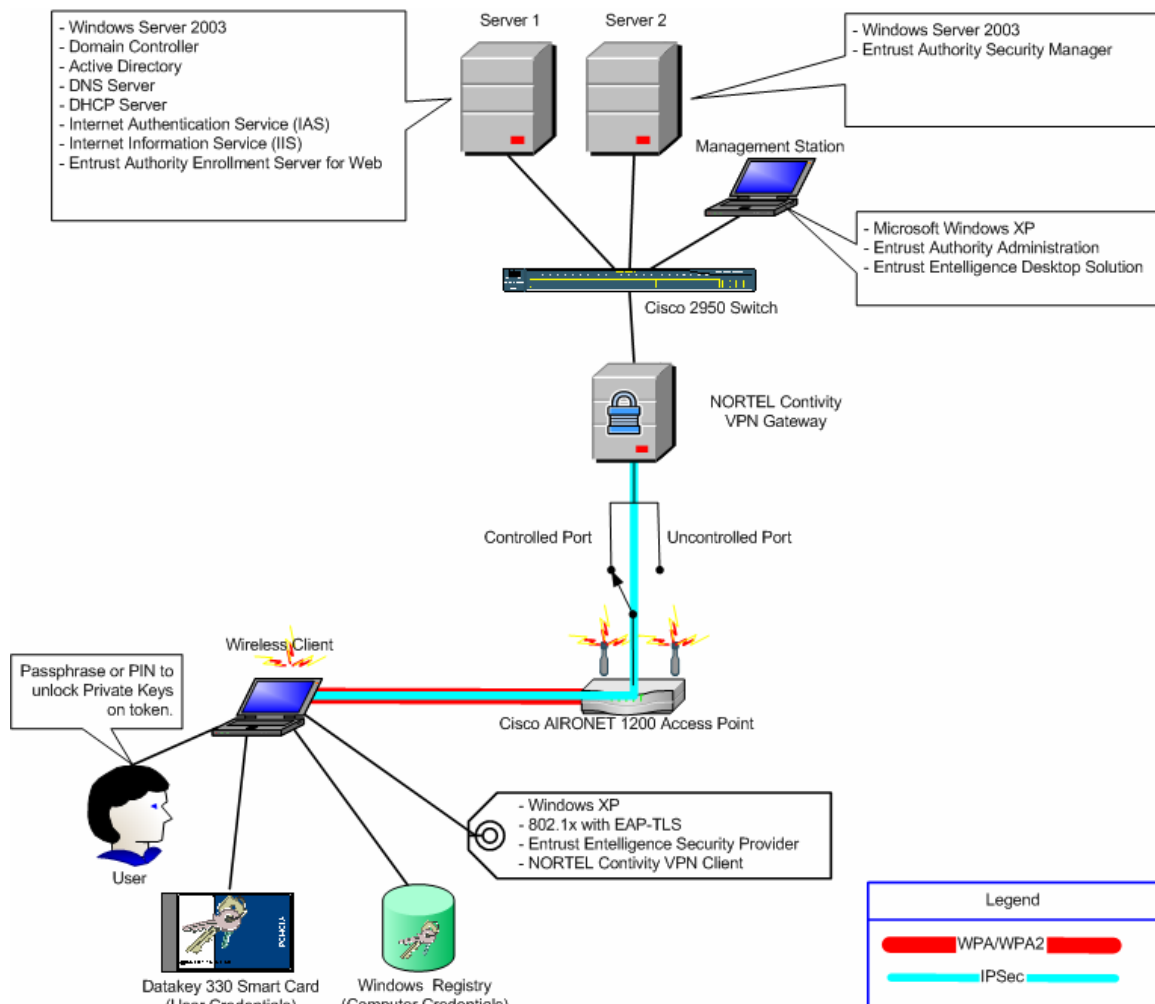 Server 1
Server 2
- Windows Server 2003
- Domain Controller
- Active Directory
- DNS Server
- DHCP Server
- Internet Authentication Service (IAS)
- Internet Information Service (IIS)
- Entrust Authority Enrollment Server for Web
- Windows Server 2003
- Entrust Authority Security Manager
Management Station
- Microsoft Windows XP
- Entrust Authority Administration
- Entrust Entelligence Desktop Solution
Cisco 2950 Switch
NORTEL Contivity
VPN Gateway
Controlled Port
Uncontrolled Port
Wireless Client
Passphrase or PIN to
unlock Private Keys
on token.
Cisco AIRONET 1200 Access Point
- Windows XP
- 802.1x with EAP-TLS
- Entrust Entelligence Security Provider
- NORTEL Contivity VPN Client
User
PCMCIA
Datakey 330 Smart Card
(User Credentials)
Windows Registry
(Computer Credentials)
Legend
WPA/WPA2
IPSec